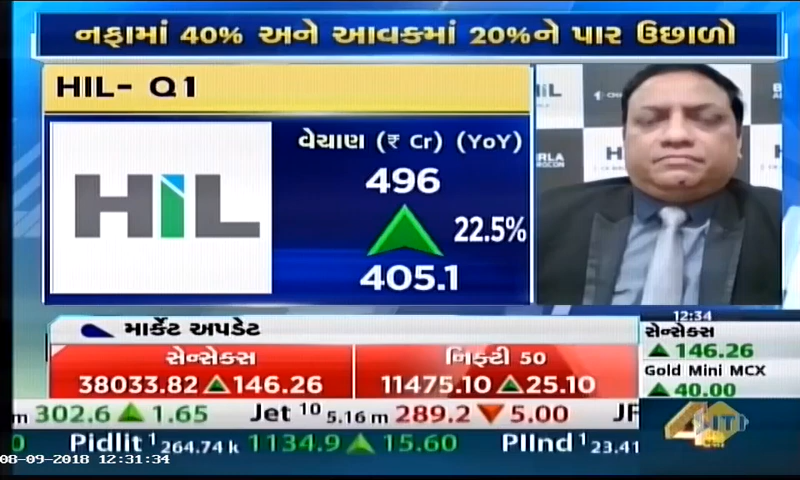 નફામાં 40% અને આવકમાં 20%ને પાર ઉછાળો
HIL- Q1
HIL
વેચાણ (₹ Cr) (YoY)
496
22.5%
405.1
માર્કેટ અપડેટ
સેન્સેક્સ
38033.82 146.26
નિફ્ટી 50
11475.10 25.10
12:34
સેન્સેક્સ
146.26
Gold Mini MCX
40.00
m 302.6 1.65 Jet 10 5.16 m 289.2 5.00
0 Pidlit 1 264.74 k 1134.9 15.60 PIInd 1 23.41
08-09-2018 12:31:34